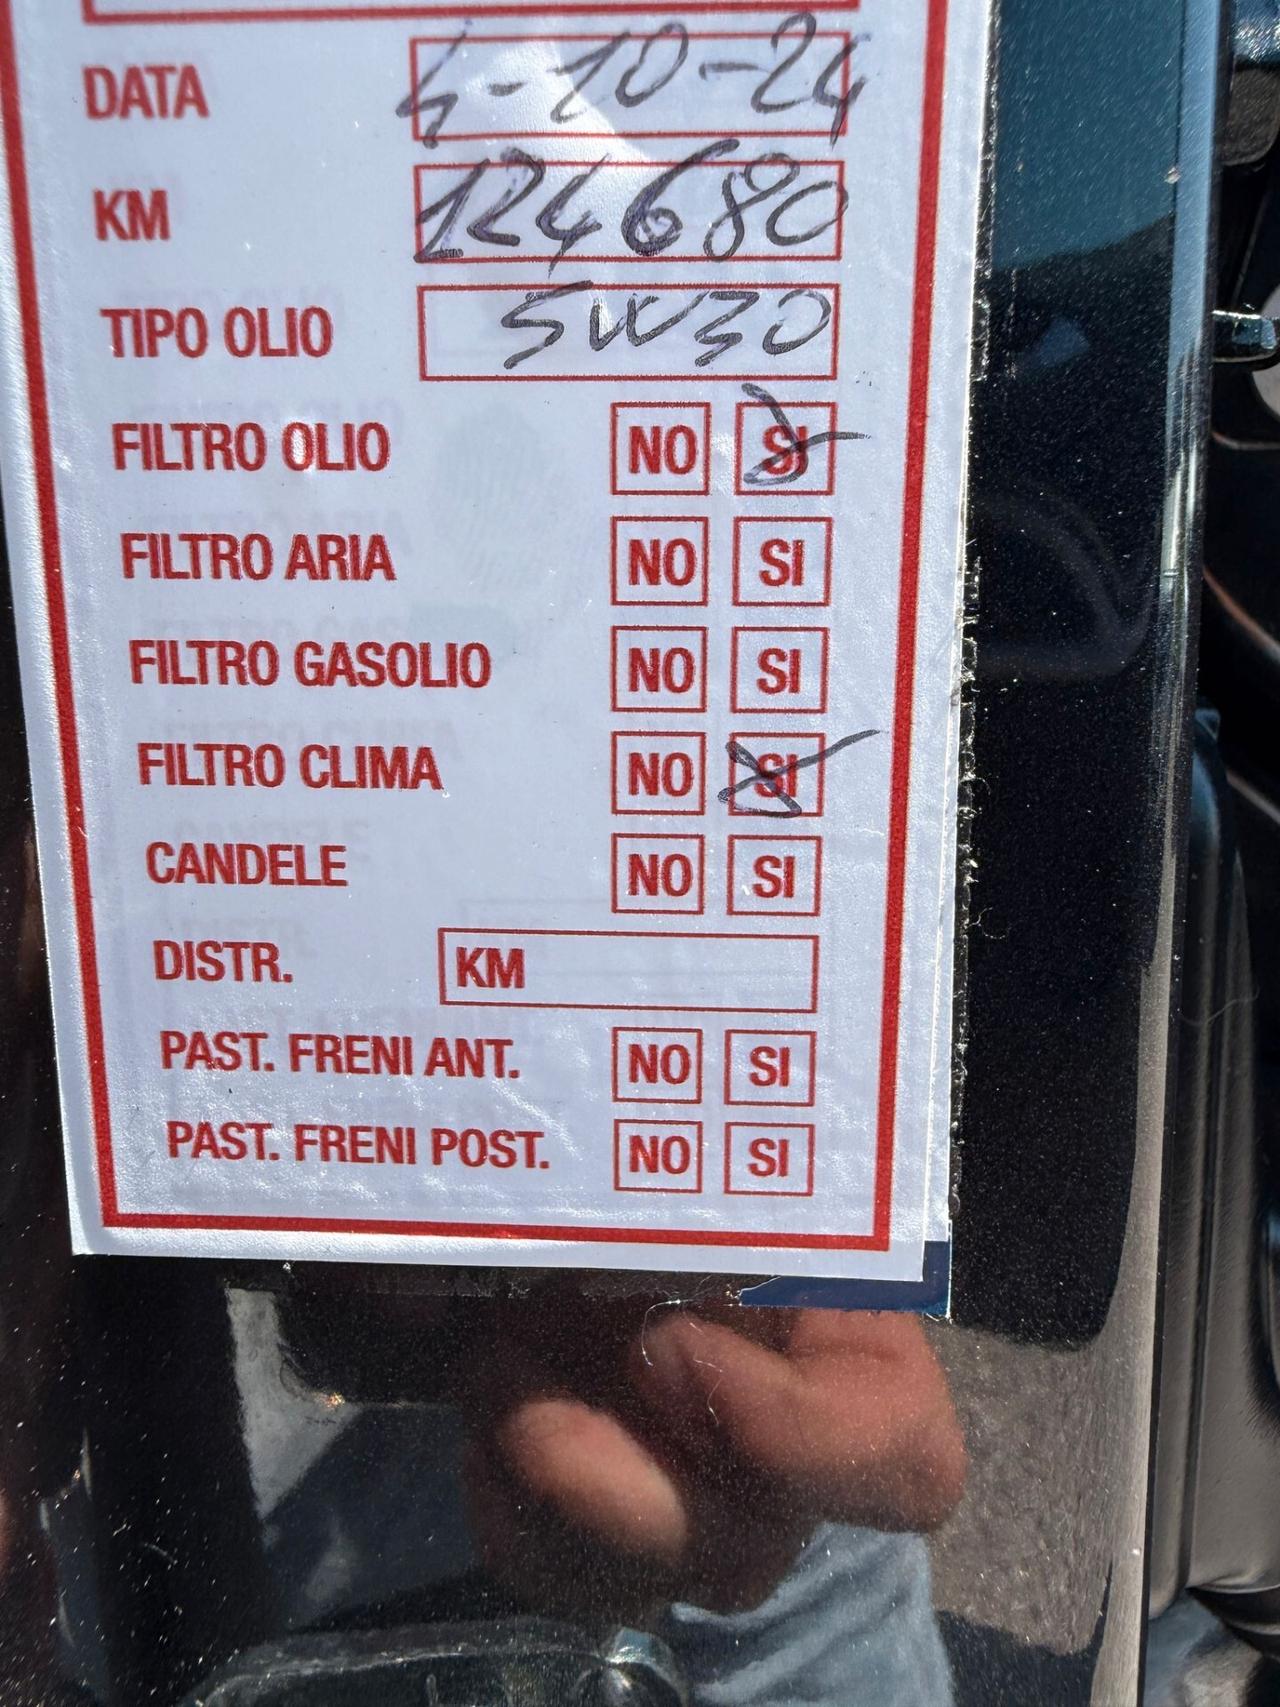 DATA 4-10-24
KM 124680
TIPO OLIO 5W30
FILTRO OLIO NO SI
FILTRO ARIA NO SI
FILTRO GASOLIO NO SI
FILTRO CLIMA NO SI
CANDELE NO SI
DISTR. KM
PAST. FRENI ANT. NO SI
PAST. FRENI POST. NO SI